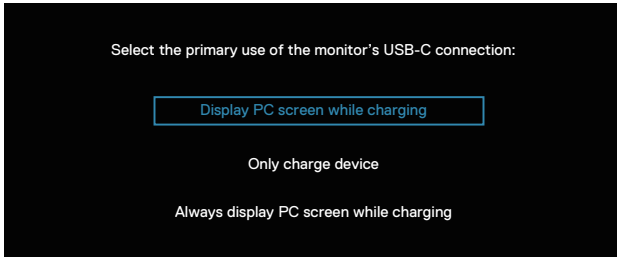 Select the primary use of the monitor's USB-C connection:
Display PC screen while charging
Only charge device
Always display PC screen while charging